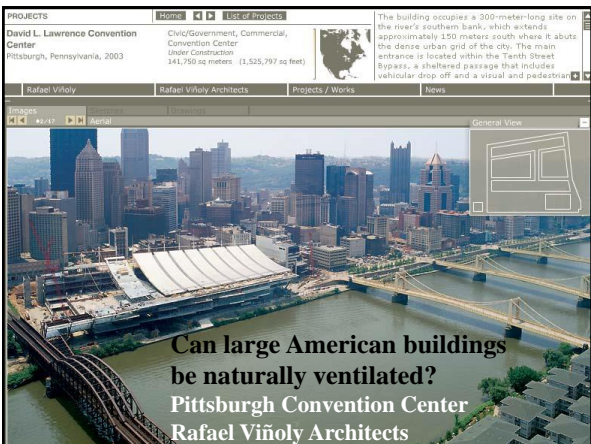 PROJECTS
Home
List of Projects
David L. Lawrence Convention
Center
Pittsburgh, Pennsylvania, 2003
Civic/Government, Commercial,
Convention Center
Under Construction
141,750 sq meters (1,525,797 sq feet)
The building occupies a 300-meter-long site on
the river's southern bank, which extends
approximately 150 meters south where it abuts
the dense urban grid of the city. The main
entrance is located within the Tenth Street
Bypass, a sheltered passage that includes
vehicular drop off and a visual and pedestrian
Rafael Viñoly
Rafael Viñoly Architects
Projects / Works
News
Images
Sketches
Drawings
02/17
Aerial
General View
Can large American buildings
be naturally ventilated?
Pittsburgh Convention Center
Rafael Viñoly Architects